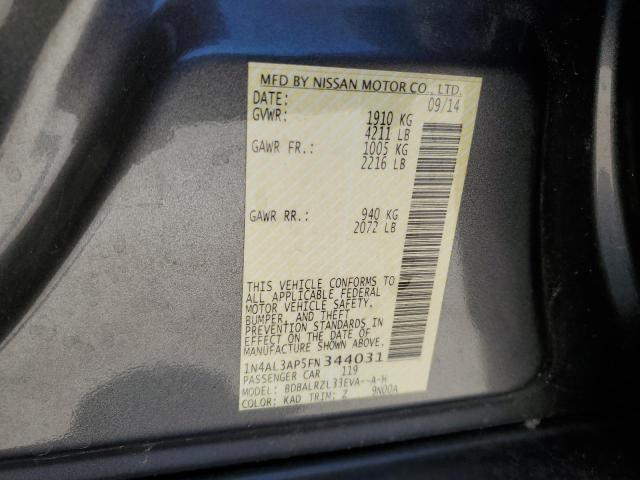 MFD BY NISSAN MOTOR CO., LTD.
DATE: 09/14
GVWR: 1910 KG
4211 LB
GAWR FR.: 1005 KG
2216 LB
GAWR RR.: 940 KG
2072 LB
THIS VEHICLE CONFORMS TO
ALL APPLICABLE FEDERAL
MOTOR VEHICLE SAFETY,
BUMPER, AND THEFT
PREVENTION STANDARDS IN
EFFECT ON THE DATE OF
MANUFACTURE SHOWN ABOVE.
1N4AL3AP5FN344031
PASSENGER CAR 119
MODEL: BDBALRZL33EVA--A-H
COLOR: KAD TRIM: Z 9N00A